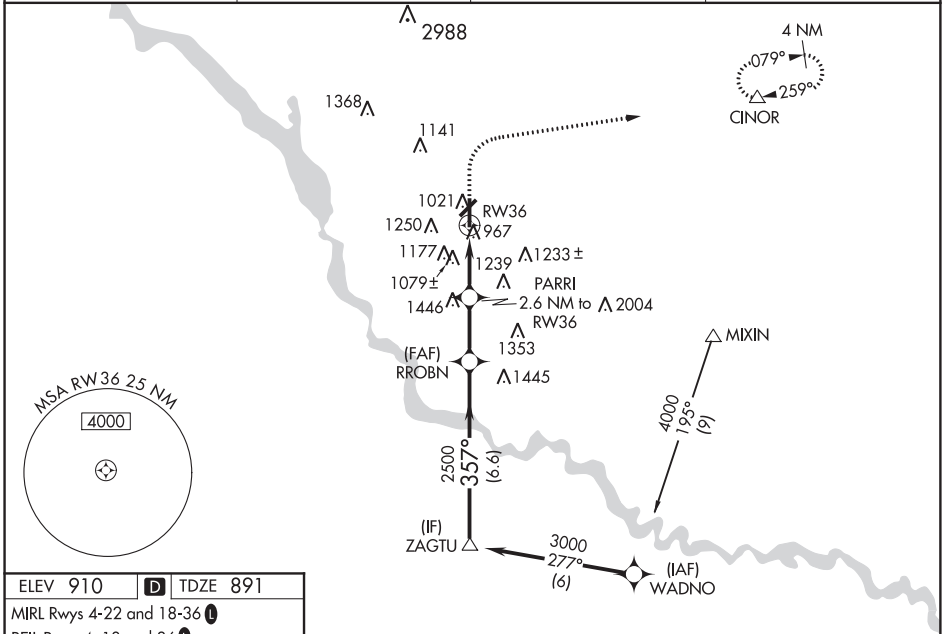 2988
4 NM
079°
259°
CINOR
1368
1141
1021
RW36
1250
967
1177
1239
1233 ±
1079±
PARRI
2.6 NM to
RW36
2004
1446
1353
(FAF)
RROBN
1445
MIXIN
MSA RW36 25 NM
4000
4000
195°
(9)
2500
357°
(6.6)
(IF)
ZAGTU
3000
277°
(6)
(IAF)
WADNO
ELEV 910 D TDZE 891
MIRL Rwys 4-22 and 18-36 L